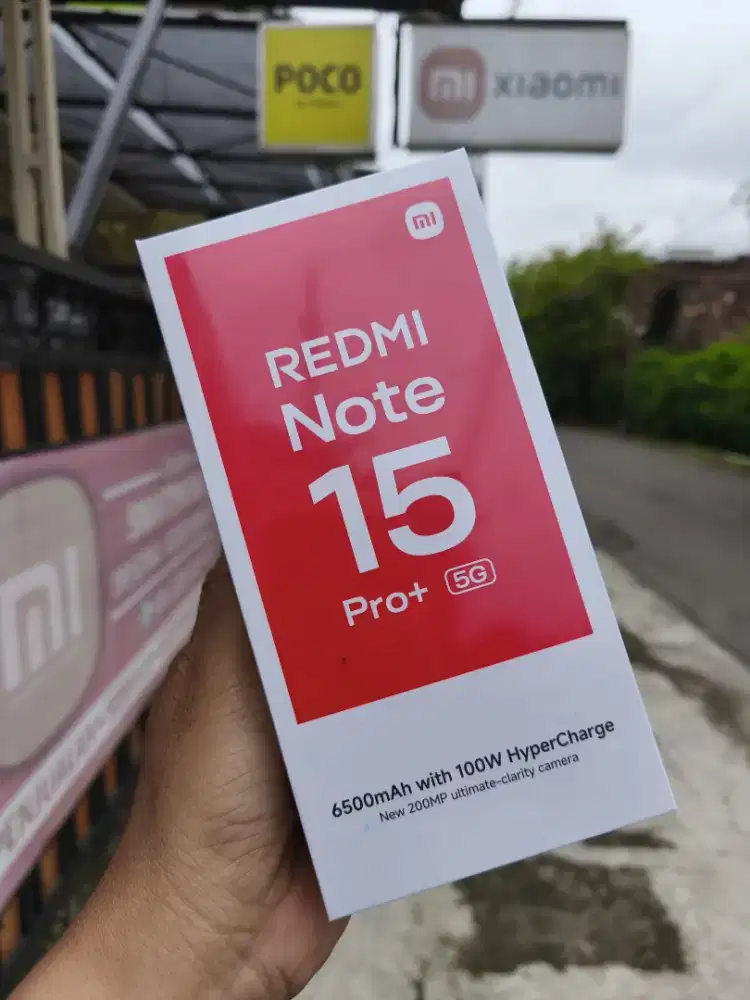 POCO
mi xiaomi
mi
REDMI
Note
15
Pro+ 5G
6500mAh with 100W HyperCharge
New 200MP ultimate-clarity camera
mi